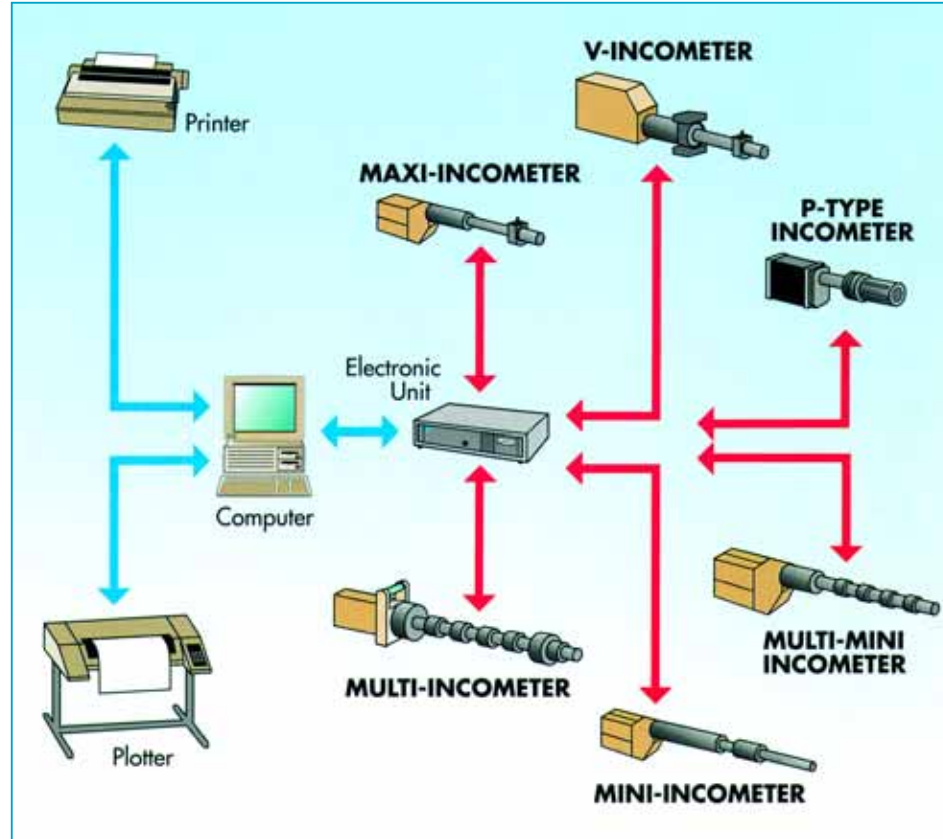 V-INCOMETER
Printer
MAXI-INCOMETER
P-TYPE
INCOMETER
Electronic
Unit
Computer
MULTI-MINI
INCOMETER
MULTI-INCOMETER
Plotter
MINI-INCOMETER